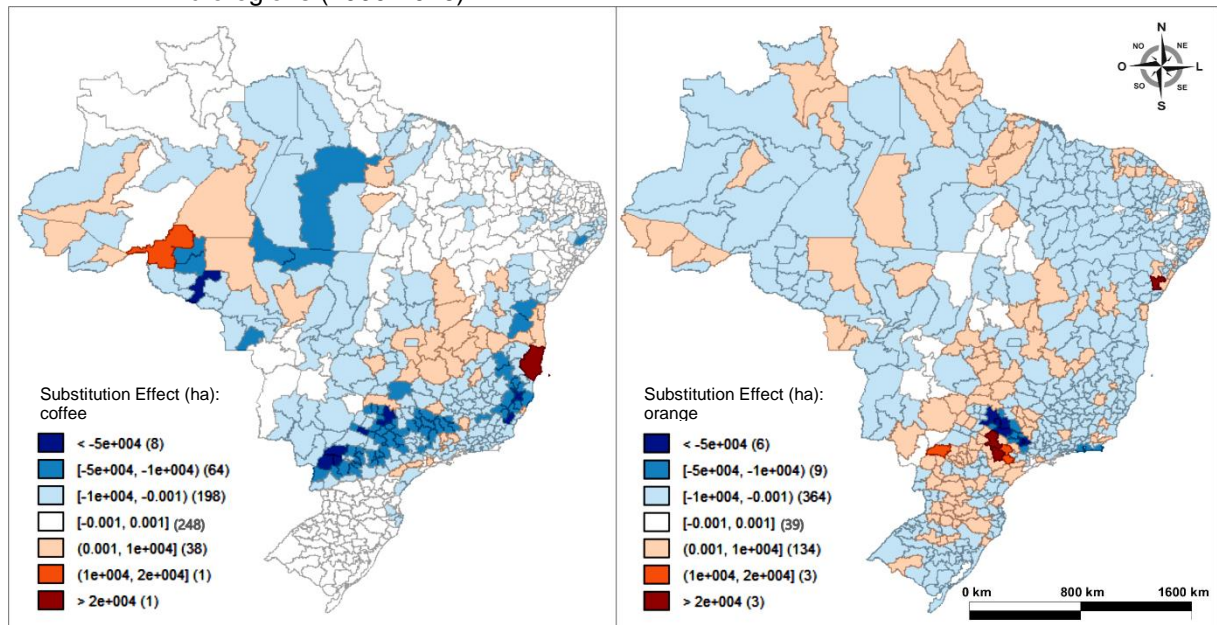 N
NO NE
O L
SO SE
S
Substitution Effect (ha):
coffee
< -5e+004 (8)
[-5e+004, -1e+004) (64)
[-1e+004, -0.001) (198)
[-0.001, 0.001] (248)
(0.001, 1e+004] (38)
(1e+004, 2e+004] (1)
> 2e+004 (1)
Substitution Effect (ha):
orange
< -5e+004 (6)
[-5e+004, -1e+004) (9)
[-1e+004, -0.001) (364)
[-0.001, 0.001] (39)
(0.001, 1e+004] (134)
(1e+004, 2e+004] (3)
> 2e+004 (3)
0 km 800 km 1600 km